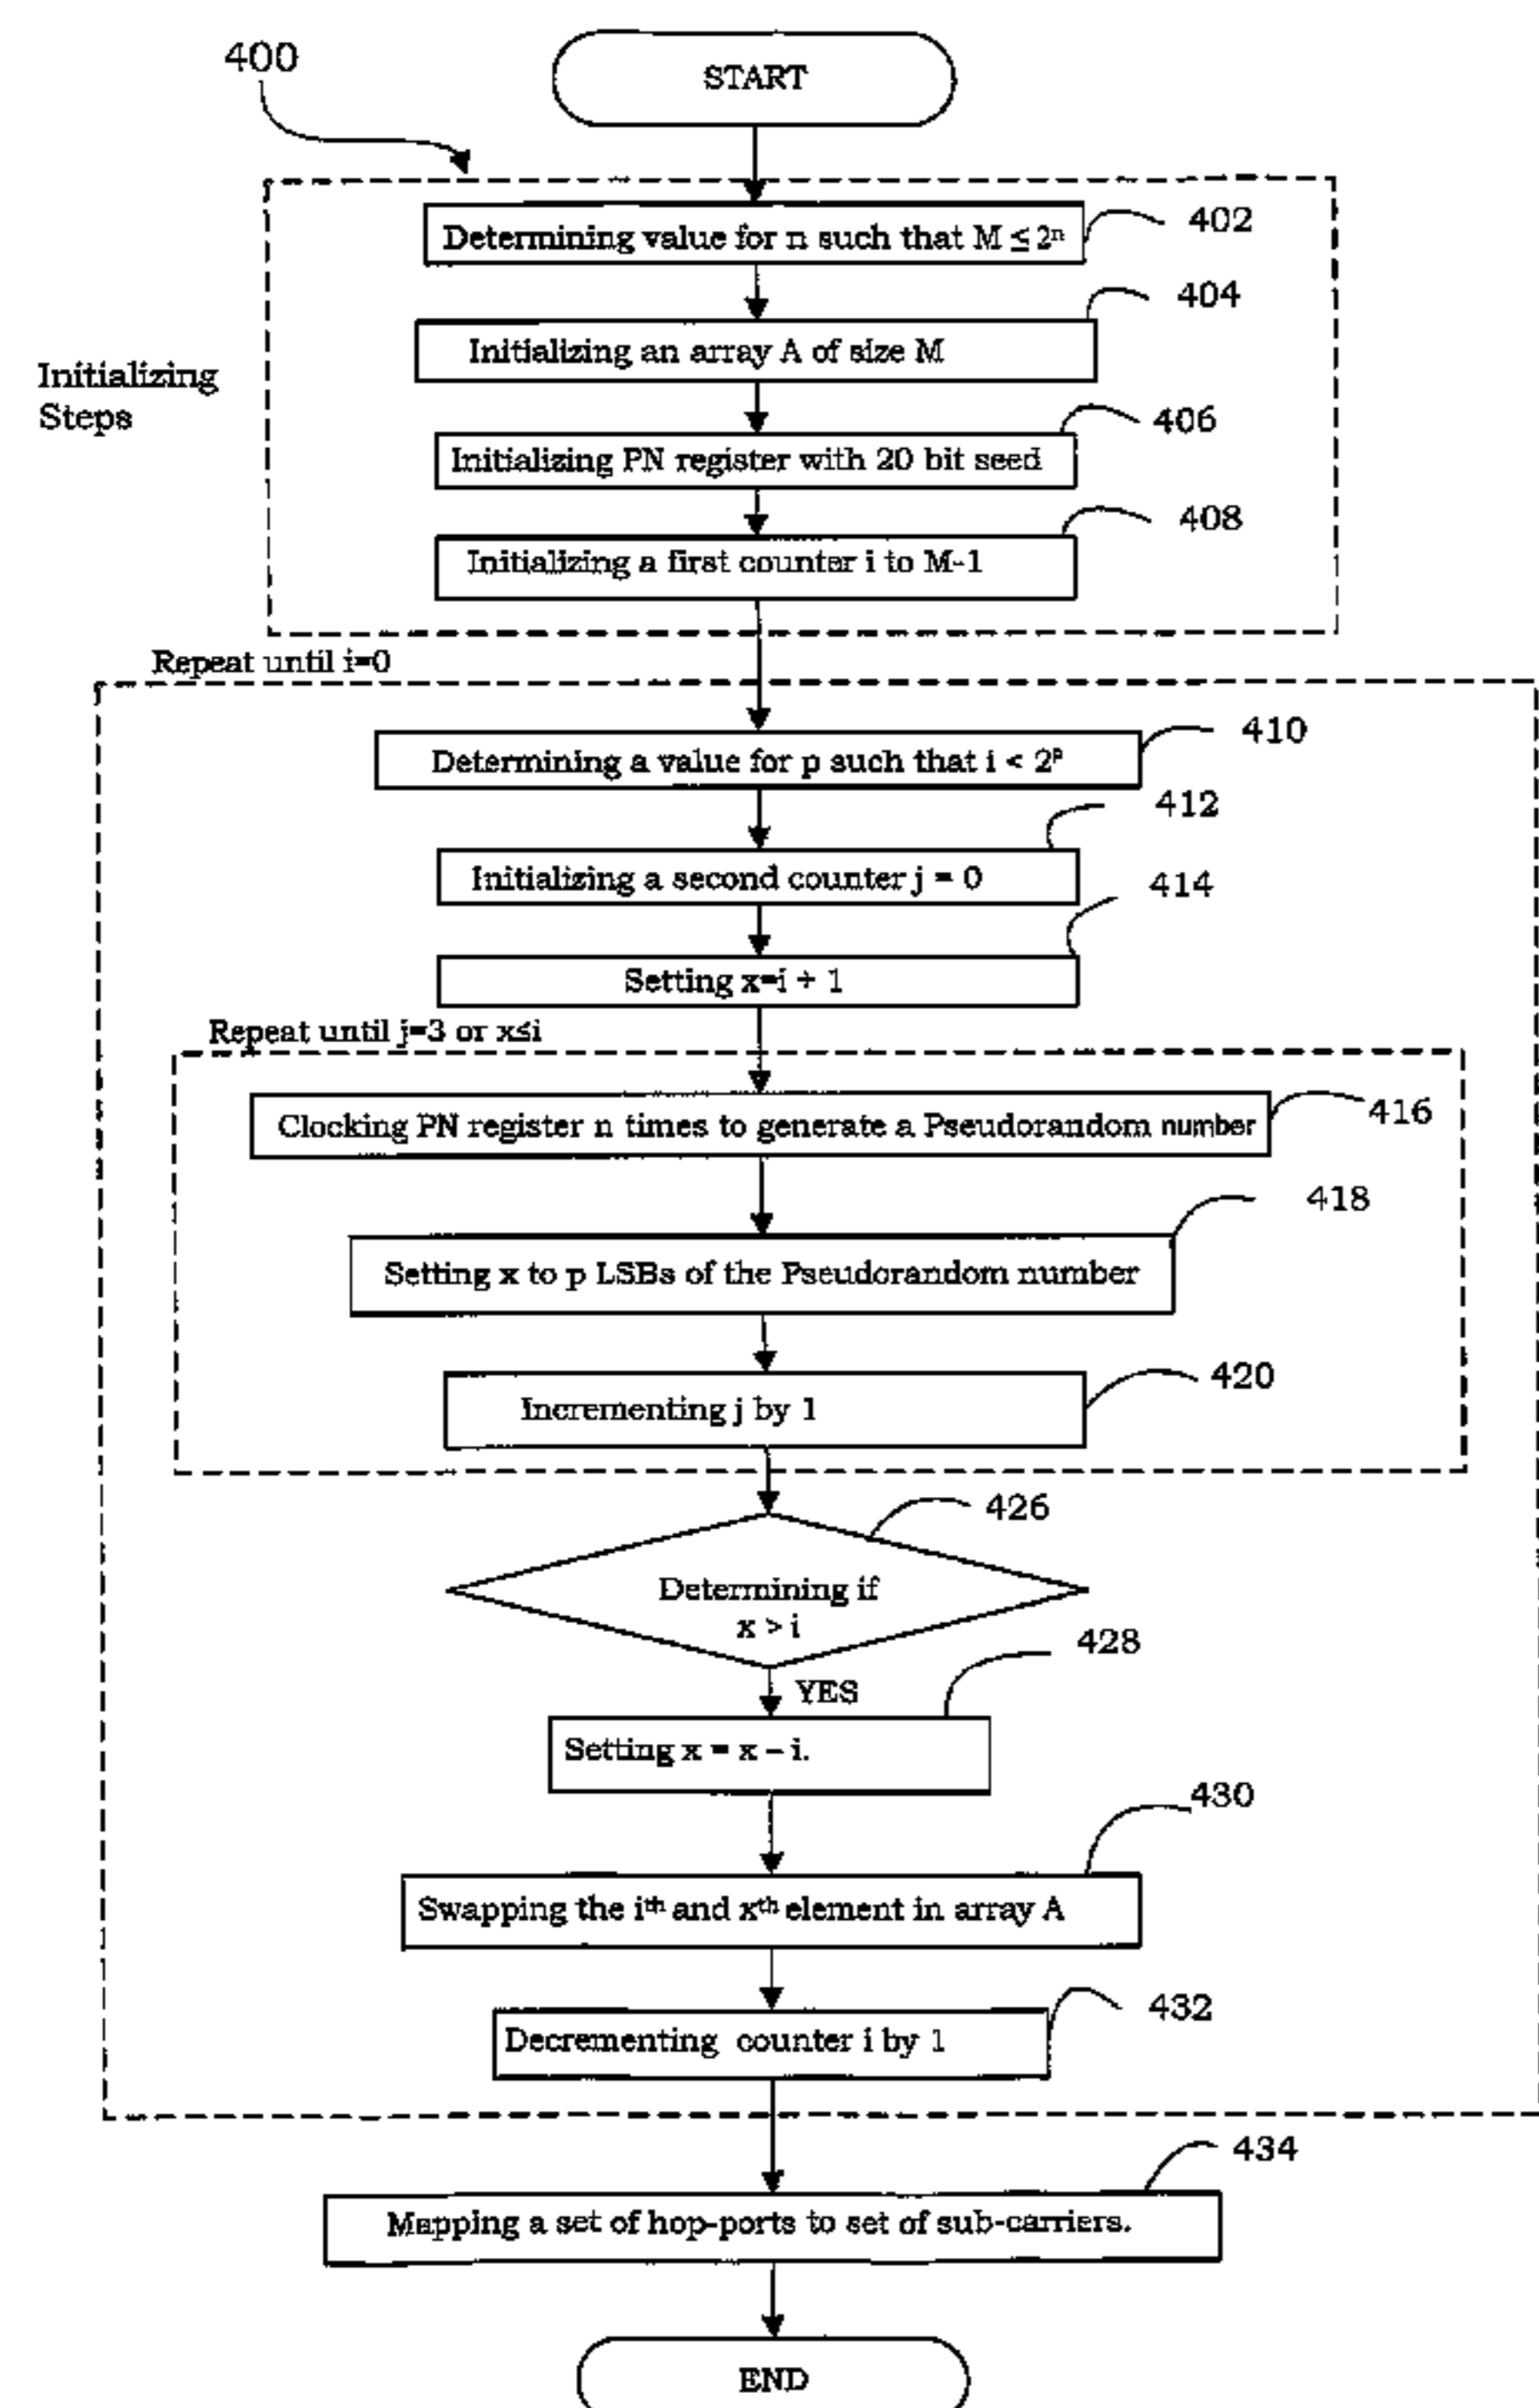 400
START
Determining value for n such that M ≤ 2ⁿ
402
Initializing an array A of size M
404
Initializing
Steps
Initializing PN register with 20 bit seed
406
Initializing a first counter i to M-1
408
Repeat until i=0
Determining a value for p such that i < 2ᵖ
410
Initializing a second counter j = 0
412
Setting x=i + 1
414
Repeat until j=3 or x≤i
Clocking PN register n times to generate a Pseudorandom number
416
Setting x to p LSBs of the Pseudorandom number
418
Incrementing j by 1
420
Determining if
x > i
426
YES
Setting x = x – i.
428
Swapping the iᵗʰ and xᵗʰ element in array A
430
Decrementing counter i by 1
432
Mapping a set of hop-ports to set of sub-carriers.
434
END